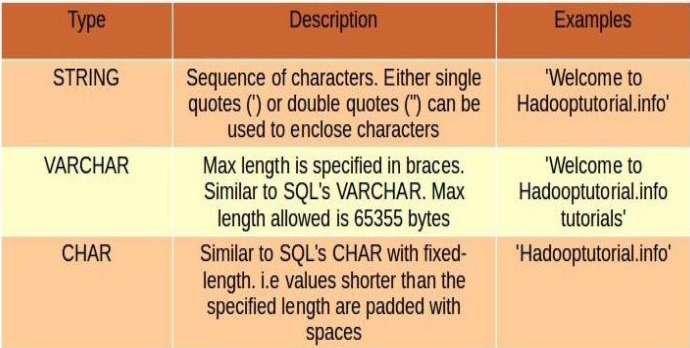 Type Description Examples
STRING Sequence of characters. Either single 'Welcome to
quotes (') or double quotes (") can be Hadooptutorial.info'
used to enclose characters
VARCHAR Max length is specified in braces. 'Welcome to
Similar to SQL's VARCHAR. Max Hadooptutorial.info
length allowed is 65355 bytes tutorials'
CHAR Similar to SQL's CHAR with fixed- 'Hadooptutorial.info'
length. i.e values shorter than the
specified length are padded with
spaces